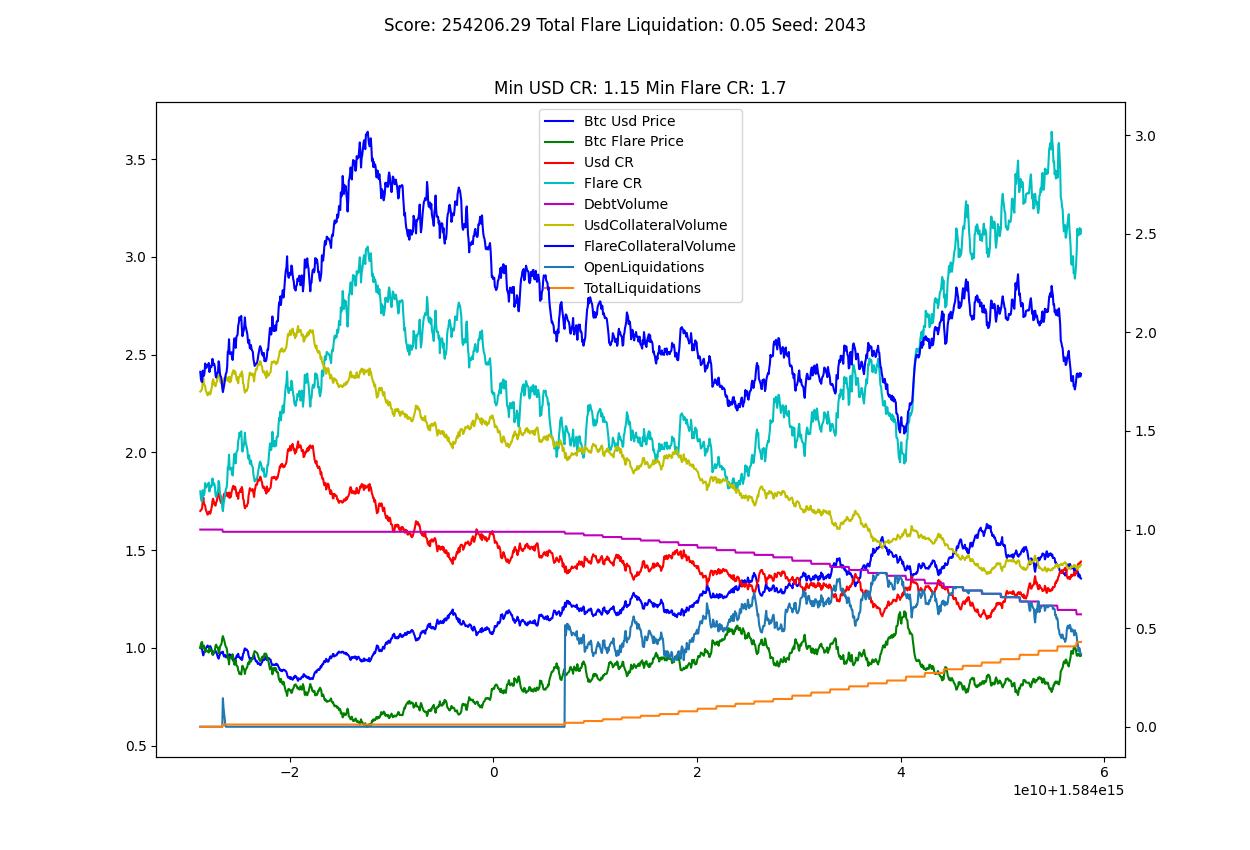 Score: 254206.29 Total Flare Liquidation: 0.05 Seed: 2043
Min USD CR: 1.15 Min Flare CR: 1.7
Btc Usd Price
Btc Flare Price
Usd CR
Flare CR
DebtVolume
UsdCollateralVolume
FlareCollateralVolume
OpenLiquidations
TotalLiquidations
3.5
3.0
2.5
2.0
1.5
1.0
0.5
3.0
2.5
2.0
1.5
1.0
0.5
0.0
−2 0 2 4 6
1e10+1.584e15